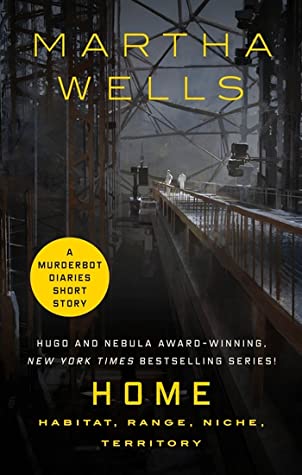 MARTHA
WELLS
A
MURDERBOT
DIARIES
SHORT
STORY
HUGO AND NEBULA AWARD-WINNING,
NEW YORK TIMES BESTSELLING SERIES!
HOME
HABITAT, RANGE, NICHE,
TERRITORY